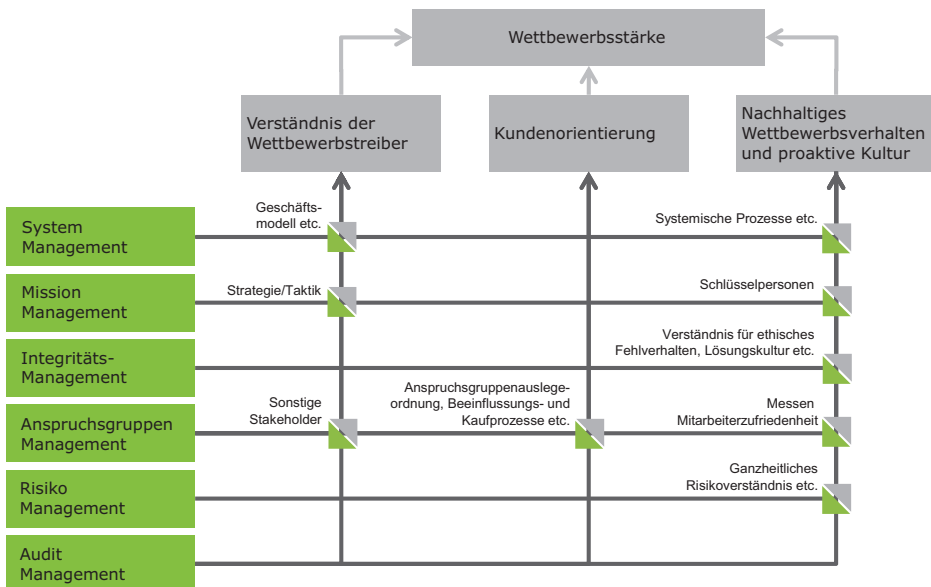 Wettbewerbsstärke
Verständnis der
Wettbewerbstreiber
Kundenorientierung
Nachhaltiges
Wettbewerbsverhalten
und proaktive Kultur
System
Management
Geschäfts-
modell etc.
Systemische Prozesse etc.
Mission
Management
Strategie/Taktik
Schlüsselpersonen
Integritäts-
Management
Verständnis für ethisches
Fehlverhalten, Lösungskultur etc.
Anspruchsgruppen
Management
Sonstige
Stakeholder
Anspruchsgruppenauslege-
ordnung, Beeinflussungs- und
Kaufprozesse etc.
Messen
Mitarbeiterzufriedenheit
Risiko
Management
Ganzheitliches
Risikoverständnis etc.
Audit
Management